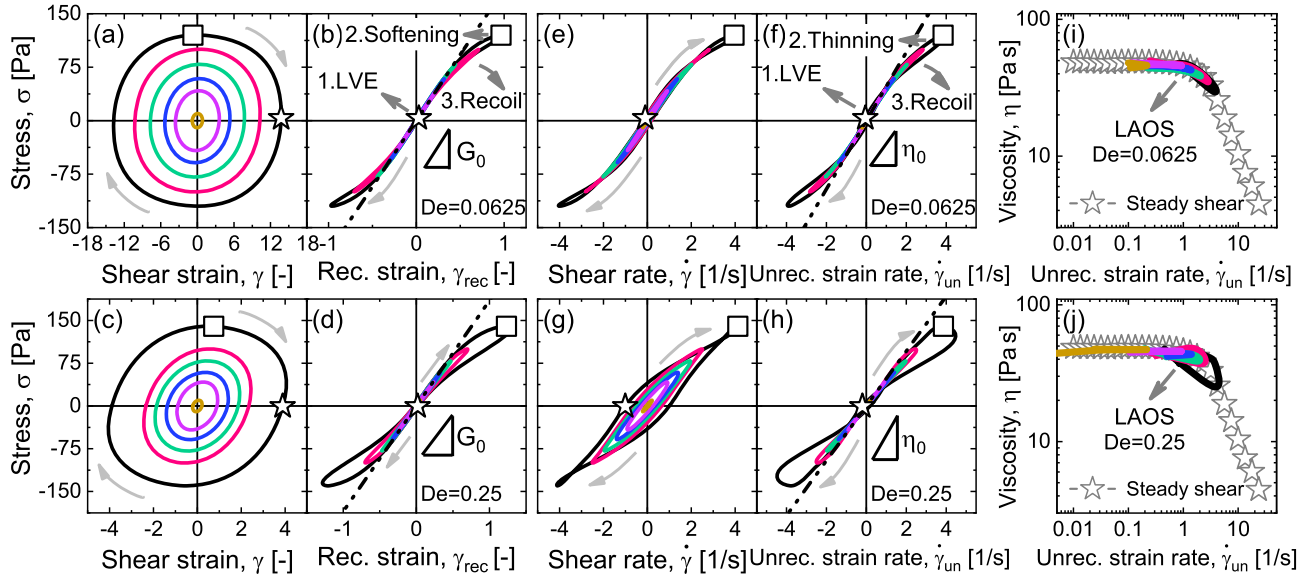 (a)
(b)
2.Softening
1.LVE
3.Recoil
G0
De=0.0625
(e)
(f)
2.Thinning
1.LVE
3.Recoil
η0
De=0.0625
(i)
LAOS
De=0.0625
Steady shear
150
75
0
-75
-150
Stress, σ [Pa]
-18 -12 -6 0 6 12 18
-1 0 1
-4 -2 0 2 4
-4 -2 0 2 4
100
10
Viscosity, η [Pa s]
0.01 0.1 1 10
Shear strain, γ [-]
Rec. strain, γrec [-]
Shear rate, γ̇ [1/s]
Unrec. strain rate, γ̇un [1/s]
Unrec. strain rate, γ̇un [1/s]
(c)
(d)
G0
De=0.25
(g)
(h)
η0
De=0.25
(j)
LAOS
De=0.25
Steady shear
150
75
0
-75
-150
Stress, σ [Pa]
-4 -2 0 2 4
-1 0 1
-4 -2 0 2 4
-4 -2 0 2 4
100
10
Viscosity, η [Pa s]
0.01 0.1 1 10
Shear strain, γ [-]
Rec. strain, γrec [-]
Shear rate, γ̇ [1/s]
Unrec. strain rate, γ̇un [1/s]
Unrec. strain rate, γ̇un [1/s]